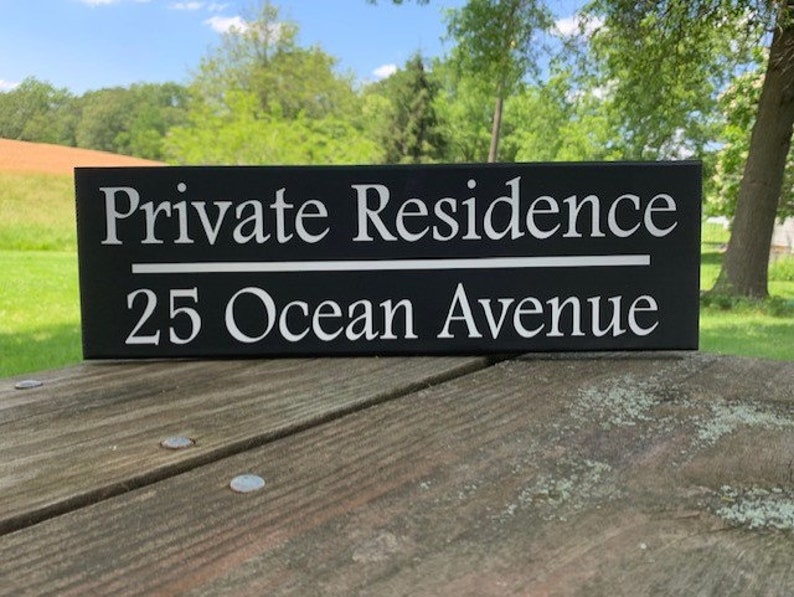 Private Residence
25 Ocean Avenue